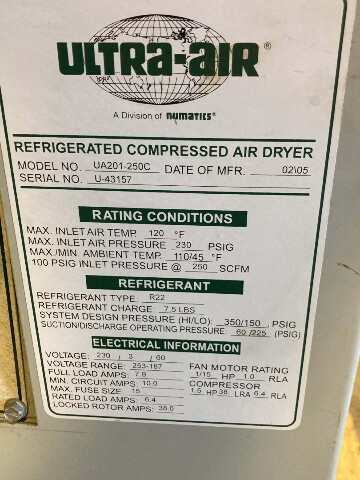 ULTRA-AIR®
A Division of NUMATICS®
REFRIGERATED COMPRESSED AIR DRYER
MODEL NO. UA201-250C DATE OF MFR. 02\05
SERIAL NO. U-43157
RATING CONDITIONS
MAX. INLET AIR TEMP. 120 °F
MAX. INLET AIR PRESSURE 230 PSIG
MAX./MIN. AMBIENT TEMP. 110/45 °F
100 PSIG INLET PRESSURE @ 250 SCFM
REFRIGERANT
REFRIGERANT TYPE: R22
REFRIGERANT CHARGE: 7.5 LBS
SYSTEM DESIGN PRESSURE (HI/LO): 350/150 PSIG
SUCTION/DISCHARGE OPERATING PRESSURE: 60 /225 (PSIG)
ELECTRICAL INFORMATION
VOLTAGE: 230 / 3 / 60
VOLTAGE RANGE: 253-187
FULL LOAD AMPS: 7.9
MIN. CIRCUIT AMPS: 10.0
MAX. FUSE SIZE: 15
RATED LOAD AMPS: 6.4
LOCKED ROTOR AMPS: 38.0
FAN MOTOR RATING
1/15 HP 1.0 RLA
COMPRESSOR
1.5 HP 38 LRA 6.4 RLA